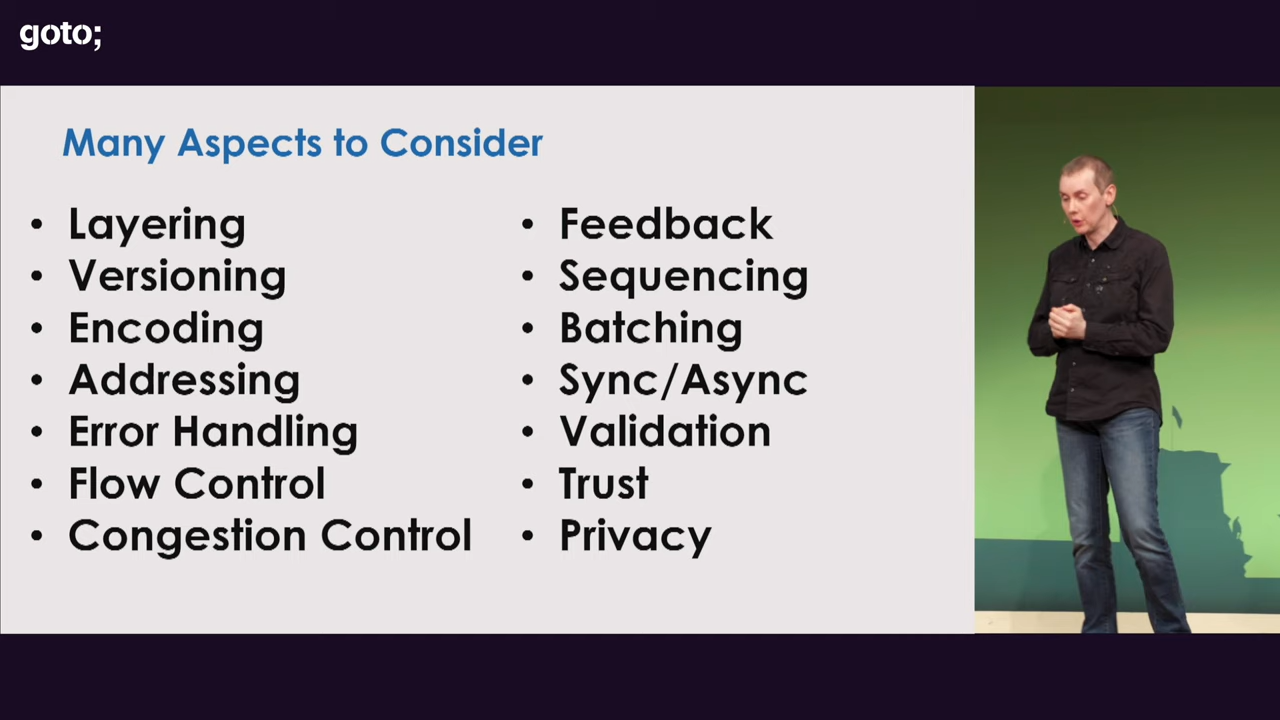 goto;
Many Aspects to Consider
• Layering
• Versioning
• Encoding
• Addressing
• Error Handling
• Flow Control
• Congestion Control
• Feedback
• Sequencing
• Batching
• Sync/Async
• Validation
• Trust
• Privacy